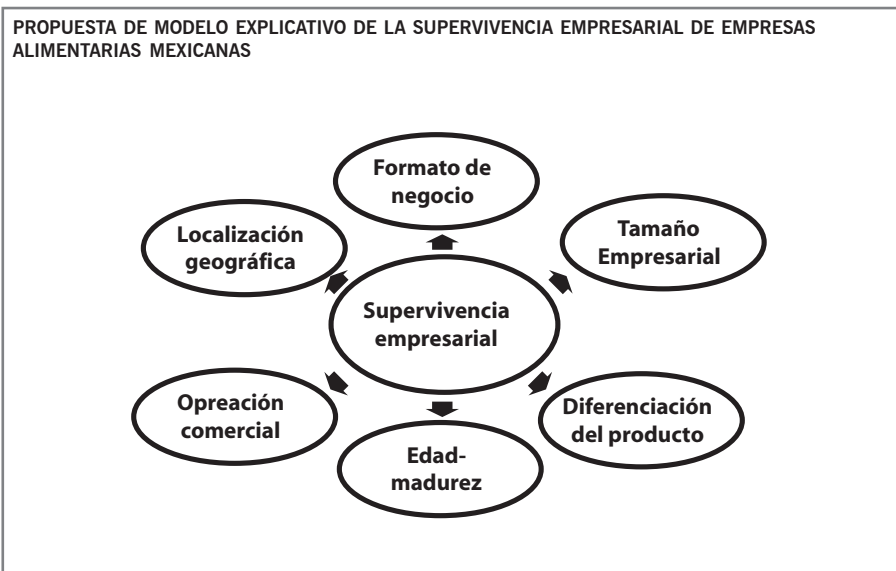 PROPUESTA DE MODELO EXPLICATIVO DE LA SUPERVIVENCIA EMPRESARIAL DE EMPRESAS
ALIMENTARIAS MEXICANAS
Formato de
negocio
Localización
geográfica
Tamaño
Empresarial
Supervivencia
empresarial
Opreación
comercial
Diferenciación
del producto
Edad-
madurez